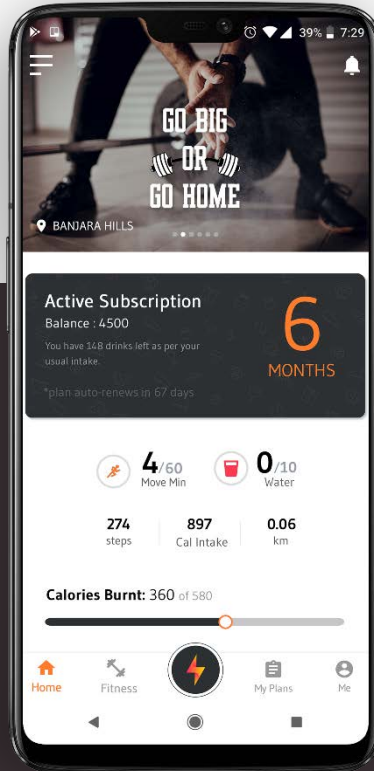 39% 7:29
GO BIG
OR
GO HOME
BANJARA HILLS
Active Subscription
Balance : 4500
You have 148 drinks left as per your
usual intake.
*plan auto-renews in 67 days
6
MONTHS
4/60
Move Min
0/10
Water
274
steps
897
Cal Intake
0.06
km
Calories Burnt: 360 of 580
Home
Fitness
My Plans
Me